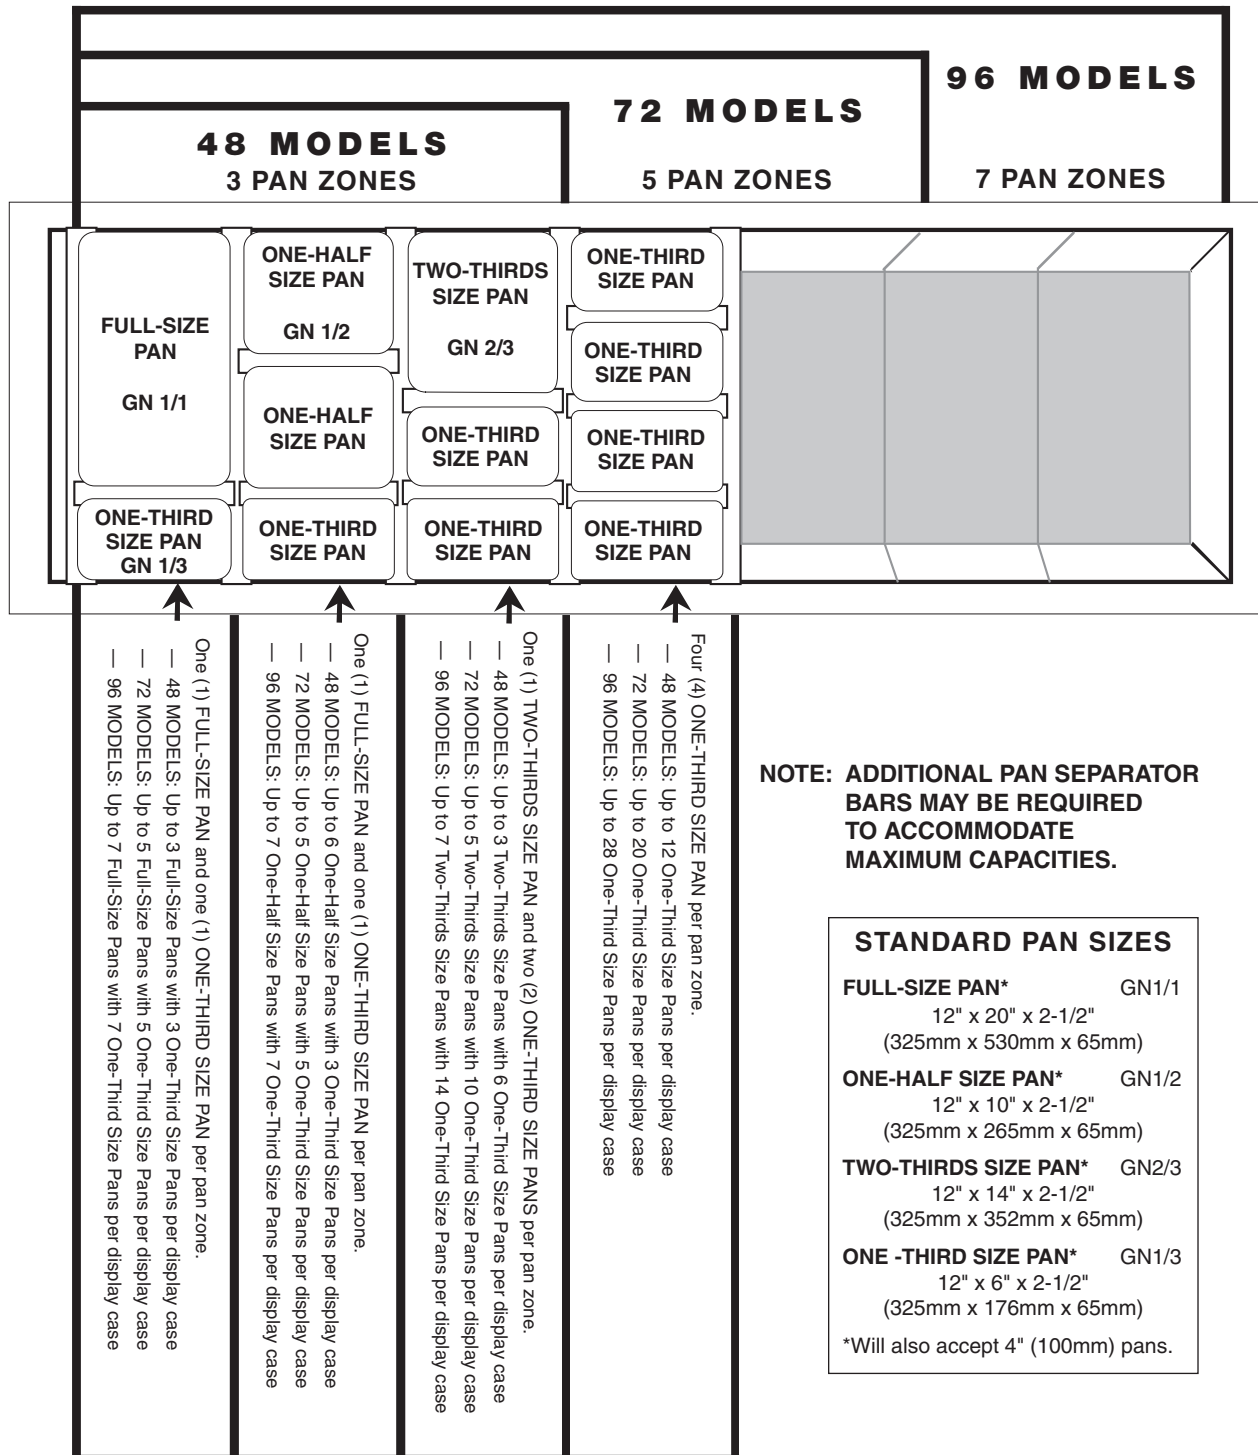 96 MODELS
72 MODELS
48 MODELS
3 PAN ZONES
5 PAN ZONES
7 PAN ZONES
FULL-SIZE
PAN
GN 1/1
ONE-THIRD
SIZE PAN
GN 1/3
ONE-HALF
SIZE PAN
GN 1/2
ONE-HALF
SIZE PAN
ONE-THIRD
SIZE PAN
TWO-THIRDS
SIZE PAN
GN 2/3
ONE-THIRD
SIZE PAN
ONE-THIRD
SIZE PAN
ONE-THIRD
SIZE PAN
ONE-THIRD
SIZE PAN
ONE-THIRD
SIZE PAN
ONE-THIRD
SIZE PAN
One (1) FULL-SIZE PAN and one (1) ONE-THIRD SIZE PAN per pan zone.
— 48 MODELS: Up to 3 Full-Size Pans with 3 One-Third Size Pans per display case
— 72 MODELS: Up to 5 Full-Size Pans with 5 One-Third Size Pans per display case
— 96 MODELS: Up to 7 Full-Size Pans with 7 One-Third Size Pans per display case
One (1) FULL-SIZE PAN and one (1) ONE-THIRD SIZE PAN per pan zone.
— 48 MODELS: Up to 6 One-Half Size Pans with 3 One-Third Size Pans per display case
— 72 MODELS: Up to 5 One-Half Size Pans with 5 One-Third Size Pans per display case
— 96 MODELS: Up to 7 One-Half Size Pans with 7 One-Third Size Pans per display case
One (1) TWO-THIRDS SIZE PAN and two (2) ONE-THIRD SIZE PANS per pan zone.
— 48 MODELS: Up to 3 Two-Thirds Size Pans with 6 One-Third Size Pans per display case
— 72 MODELS: Up to 5 Two-Thirds Size Pans with 10 One-Third Size Pans per display case
— 96 MODELS: Up to 7 Two-Thirds Size Pans with 14 One-Third Size Pans per display case
Four (4) ONE-THIRD SIZE PAN per pan zone.
— 48 MODELS: Up to 12 One-Third Size Pans per display case
— 72 MODELS: Up to 20 One-Third Size Pans per display case
— 96 MODELS: Up to 28 One-Third Size Pans per display case
NOTE: ADDITIONAL PAN SEPARATOR
BARS MAY BE REQUIRED
TO ACCOMMODATE
MAXIMUM CAPACITIES.
STANDARD PAN SIZES
FULL-SIZE PAN* GN1/1
12" x 20" x 2-1/2"
(325mm x 530mm x 65mm)
ONE-HALF SIZE PAN* GN1/2
12" x 10" x 2-1/2"
(325mm x 265mm x 65mm)
TWO-THIRDS SIZE PAN* GN2/3
12" x 14" x 2-1/2"
(325mm x 352mm x 65mm)
ONE -THIRD SIZE PAN* GN1/3
12" x 6" x 2-1/2"
(325mm x 176mm x 65mm)
*Will also accept 4" (100mm) pans.